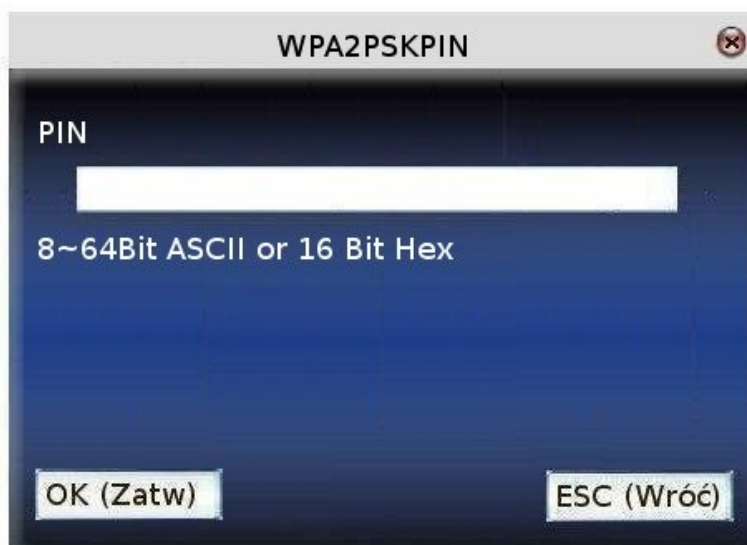 WPA2PSKPIN
PIN
8~64Bit ASCII or 16 Bit Hex
OK (Zatw)
ESC (Wróć)